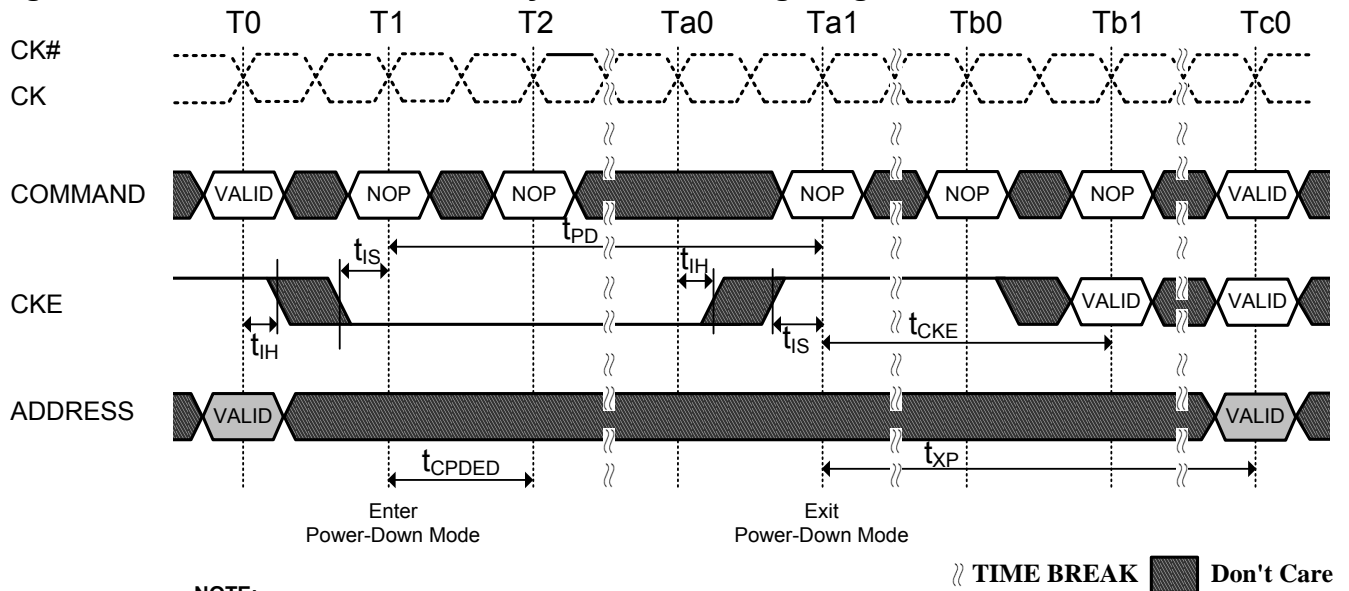 T0 T1 T2 Ta0 Ta1 Tb0 Tb1 Tc0
CK#
CK
COMMAND VALID NOP NOP NOP NOP NOP VALID
tPD
tIS tIH
CKE VALID VALID
tIH tIS tCKE
ADDRESS VALID VALID
tCPDED tXP
Enter
Power-Down Mode
Exit
Power-Down Mode
TIME BREAK Don't Care